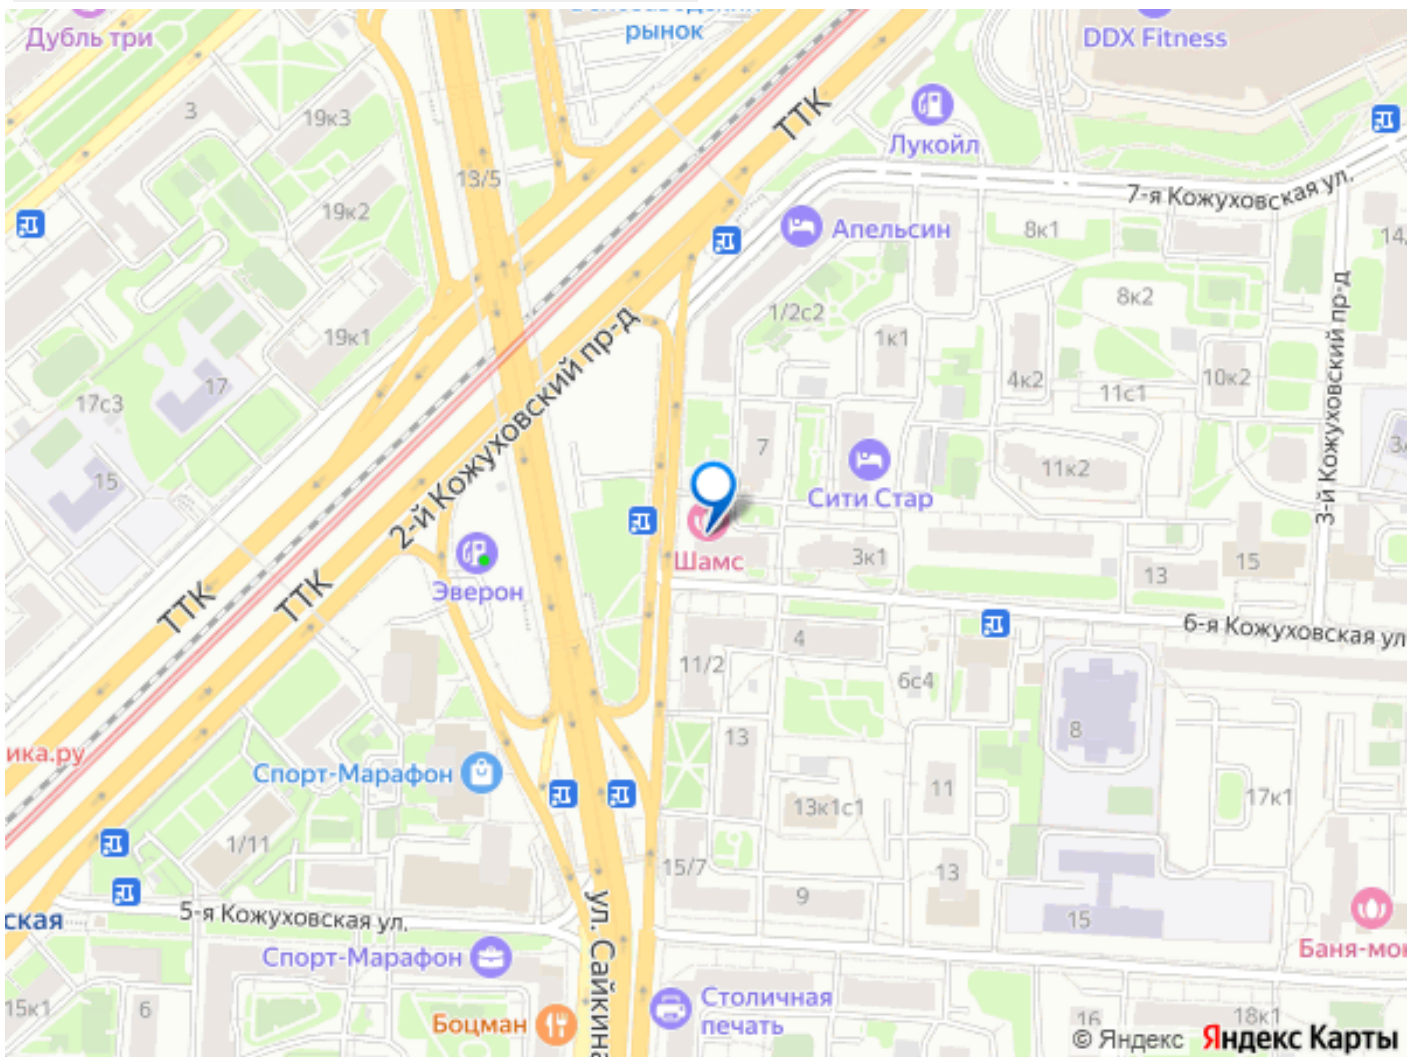 Дубль три
рынок
DDX Fitness
3
19к3
ТТК
Лукойл
13/5
7-я Кожуховская ул.
19к2
Апельсин
8к1
14/
8к2
1/2с2
19к1
1к1
2-й Кожуховский пр-д
3-й Кожуховский пр-д
17
4к2
10к2
11с1
17с3
7
11к2
15
Сити Стар
Шамс
3к1
15
13
Эверон
ТТК
ТТК
6-я Кожуховская ул
4
11/2
6с4
8
13
ика.ру
Спорт-Марафон
11
17к1
13к1с1
1/11
15/7
13
9
15
ская
5-я Кожуховская ул.
ул. Сайкина
Спорт-Марафон
Баня-мо
15к1
6
Боцман
Столичная
печать
16
18к1
© Яндекс Яндекс Карты